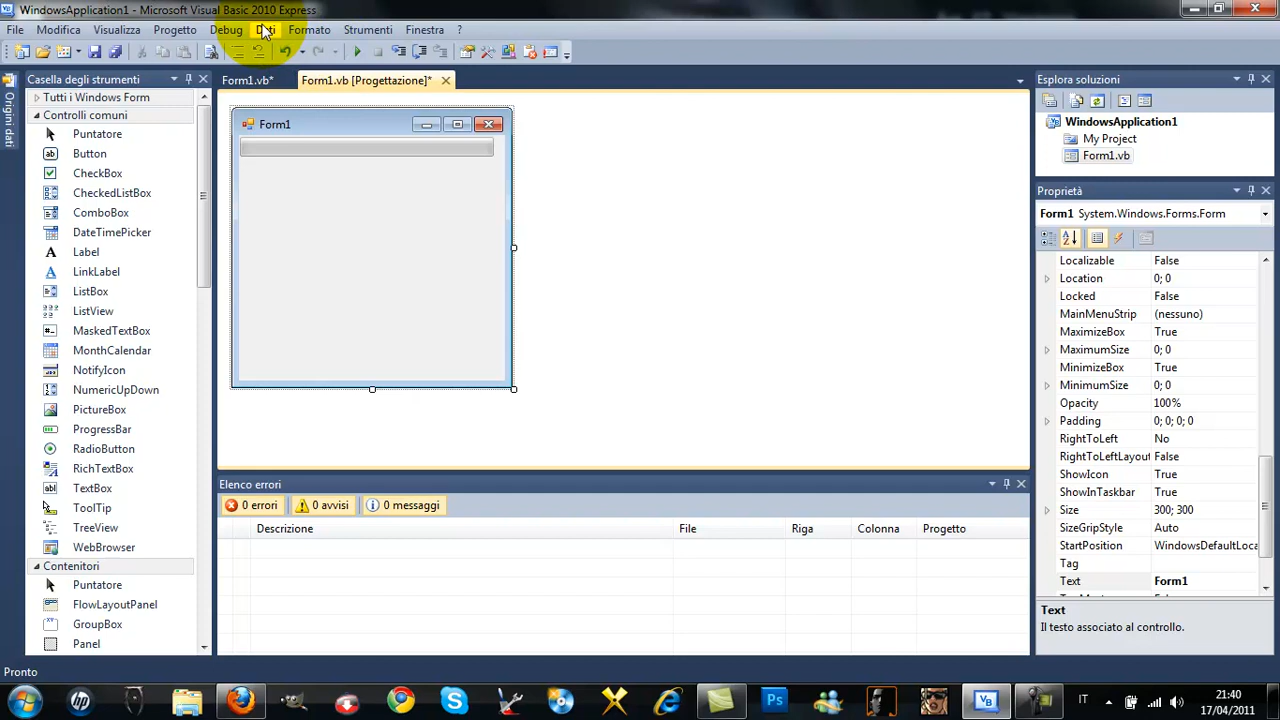 WindowsApplication1 - Microsoft Visual Basic 2010 Express
File Modifica Visualizza Progetto Debug Dati Formato Strumenti Finestra ?
Casella degli strumenti
Form1.vb* Form1.vb [Progettazione]*
Esplora soluzioni
Origini dati
Tutti i Windows Form
Controlli comuni
Puntatore
Button
CheckBox
CheckedListBox
ComboBox
DateTimePicker
Label
LinkLabel
ListBox
ListView
MaskedTextBox
MonthCalendar
NotifyIcon
NumericUpDown
PictureBox
ProgressBar
RadioButton
RichTextBox
TextBox
ToolTip
TreeView
WebBrowser
Contenitori
Puntatore
FlowLayoutPanel
GroupBox
Panel
Form1
WindowsApplication1
My Project
Form1.vb
Proprietà
Form1 System.Windows.Forms.Form
Localizable False
Location 0; 0
Locked False
MainMenuStrip (nessuno)
MaximizeBox True
MaximumSize 0; 0
MinimizeBox True
MinimumSize 0; 0
Opacity 100%
Padding 0; 0; 0; 0
RightToLeft No
RightToLeftLayou False
ShowIcon True
ShowInTaskbar True
Size 300; 300
SizeGripStyle Auto
StartPosition WindowsDefaultLoca
Tag
Text Form1
Text
Il testo associato al controllo.
Elenco errori
0 errori 0 avvisi 0 messaggi
Descrizione File Riga Colonna Progetto
Pronto
IT
21:40
17/04/2011